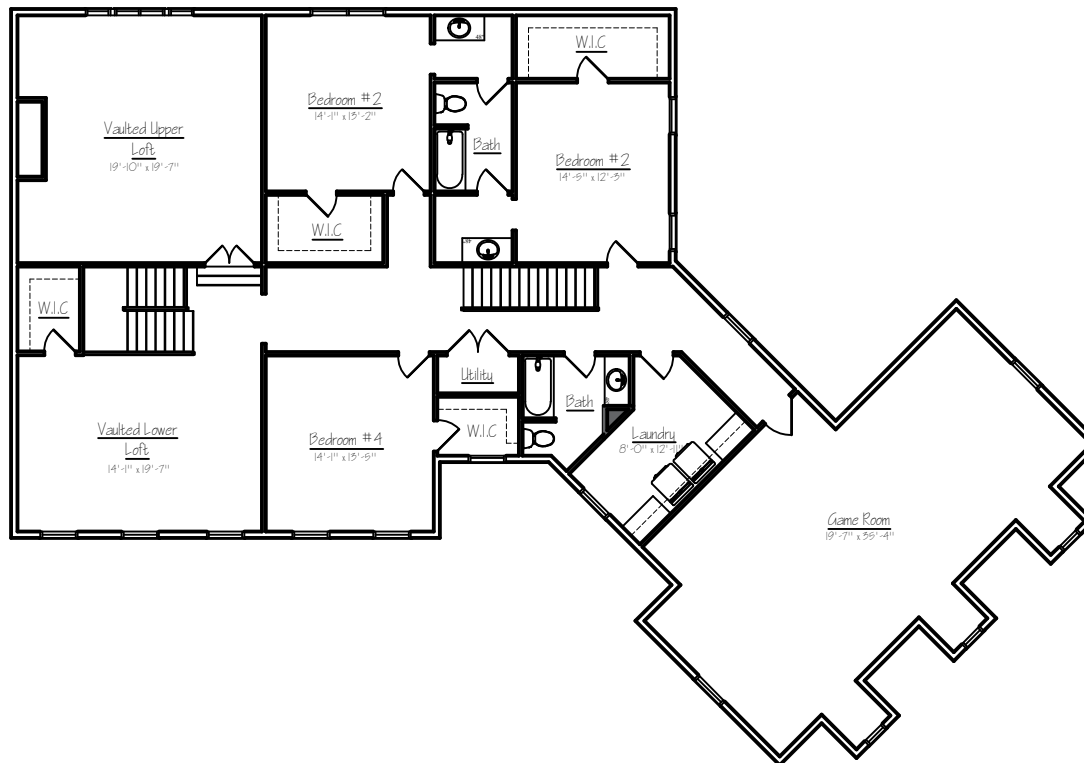 W.I.C
Bedroom #2
14'-1" x 13'-2"
Vaulted Upper
Loft
19'-10" x 19'-7"
Bath
Bedroom #2
14'-5" x 12'-3"
W.I.C
W.I.C
Utility
Bath
Vaulted Lower
Loft
14'-1" x 19'-7"
Bedroom #4
14'-1" x 13'-5"
W.I.C
Laundry
8'-0" x 12'-11"
Game Room
19'-7" x 35'-4"